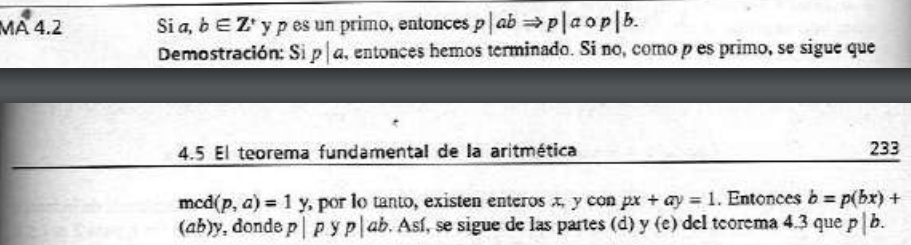 MA 4.2 Si a, b ∈ Z⁺ y p es un primo, entonces p | ab ⇒ p | a o p | b.
Demostración: Si p | a, entonces hemos terminado. Si no, como p es primo, se sigue que
4.5 El teorema fundamental de la aritmética 233
mcd(p, a) = 1 y, por lo tanto, existen enteros x, y con px + ay = 1. Entonces b = p(bx) +
(ab)y, donde p | p y p | ab. Así, se sigue de las partes (d) y (e) del teorema 4.3 que p | b.